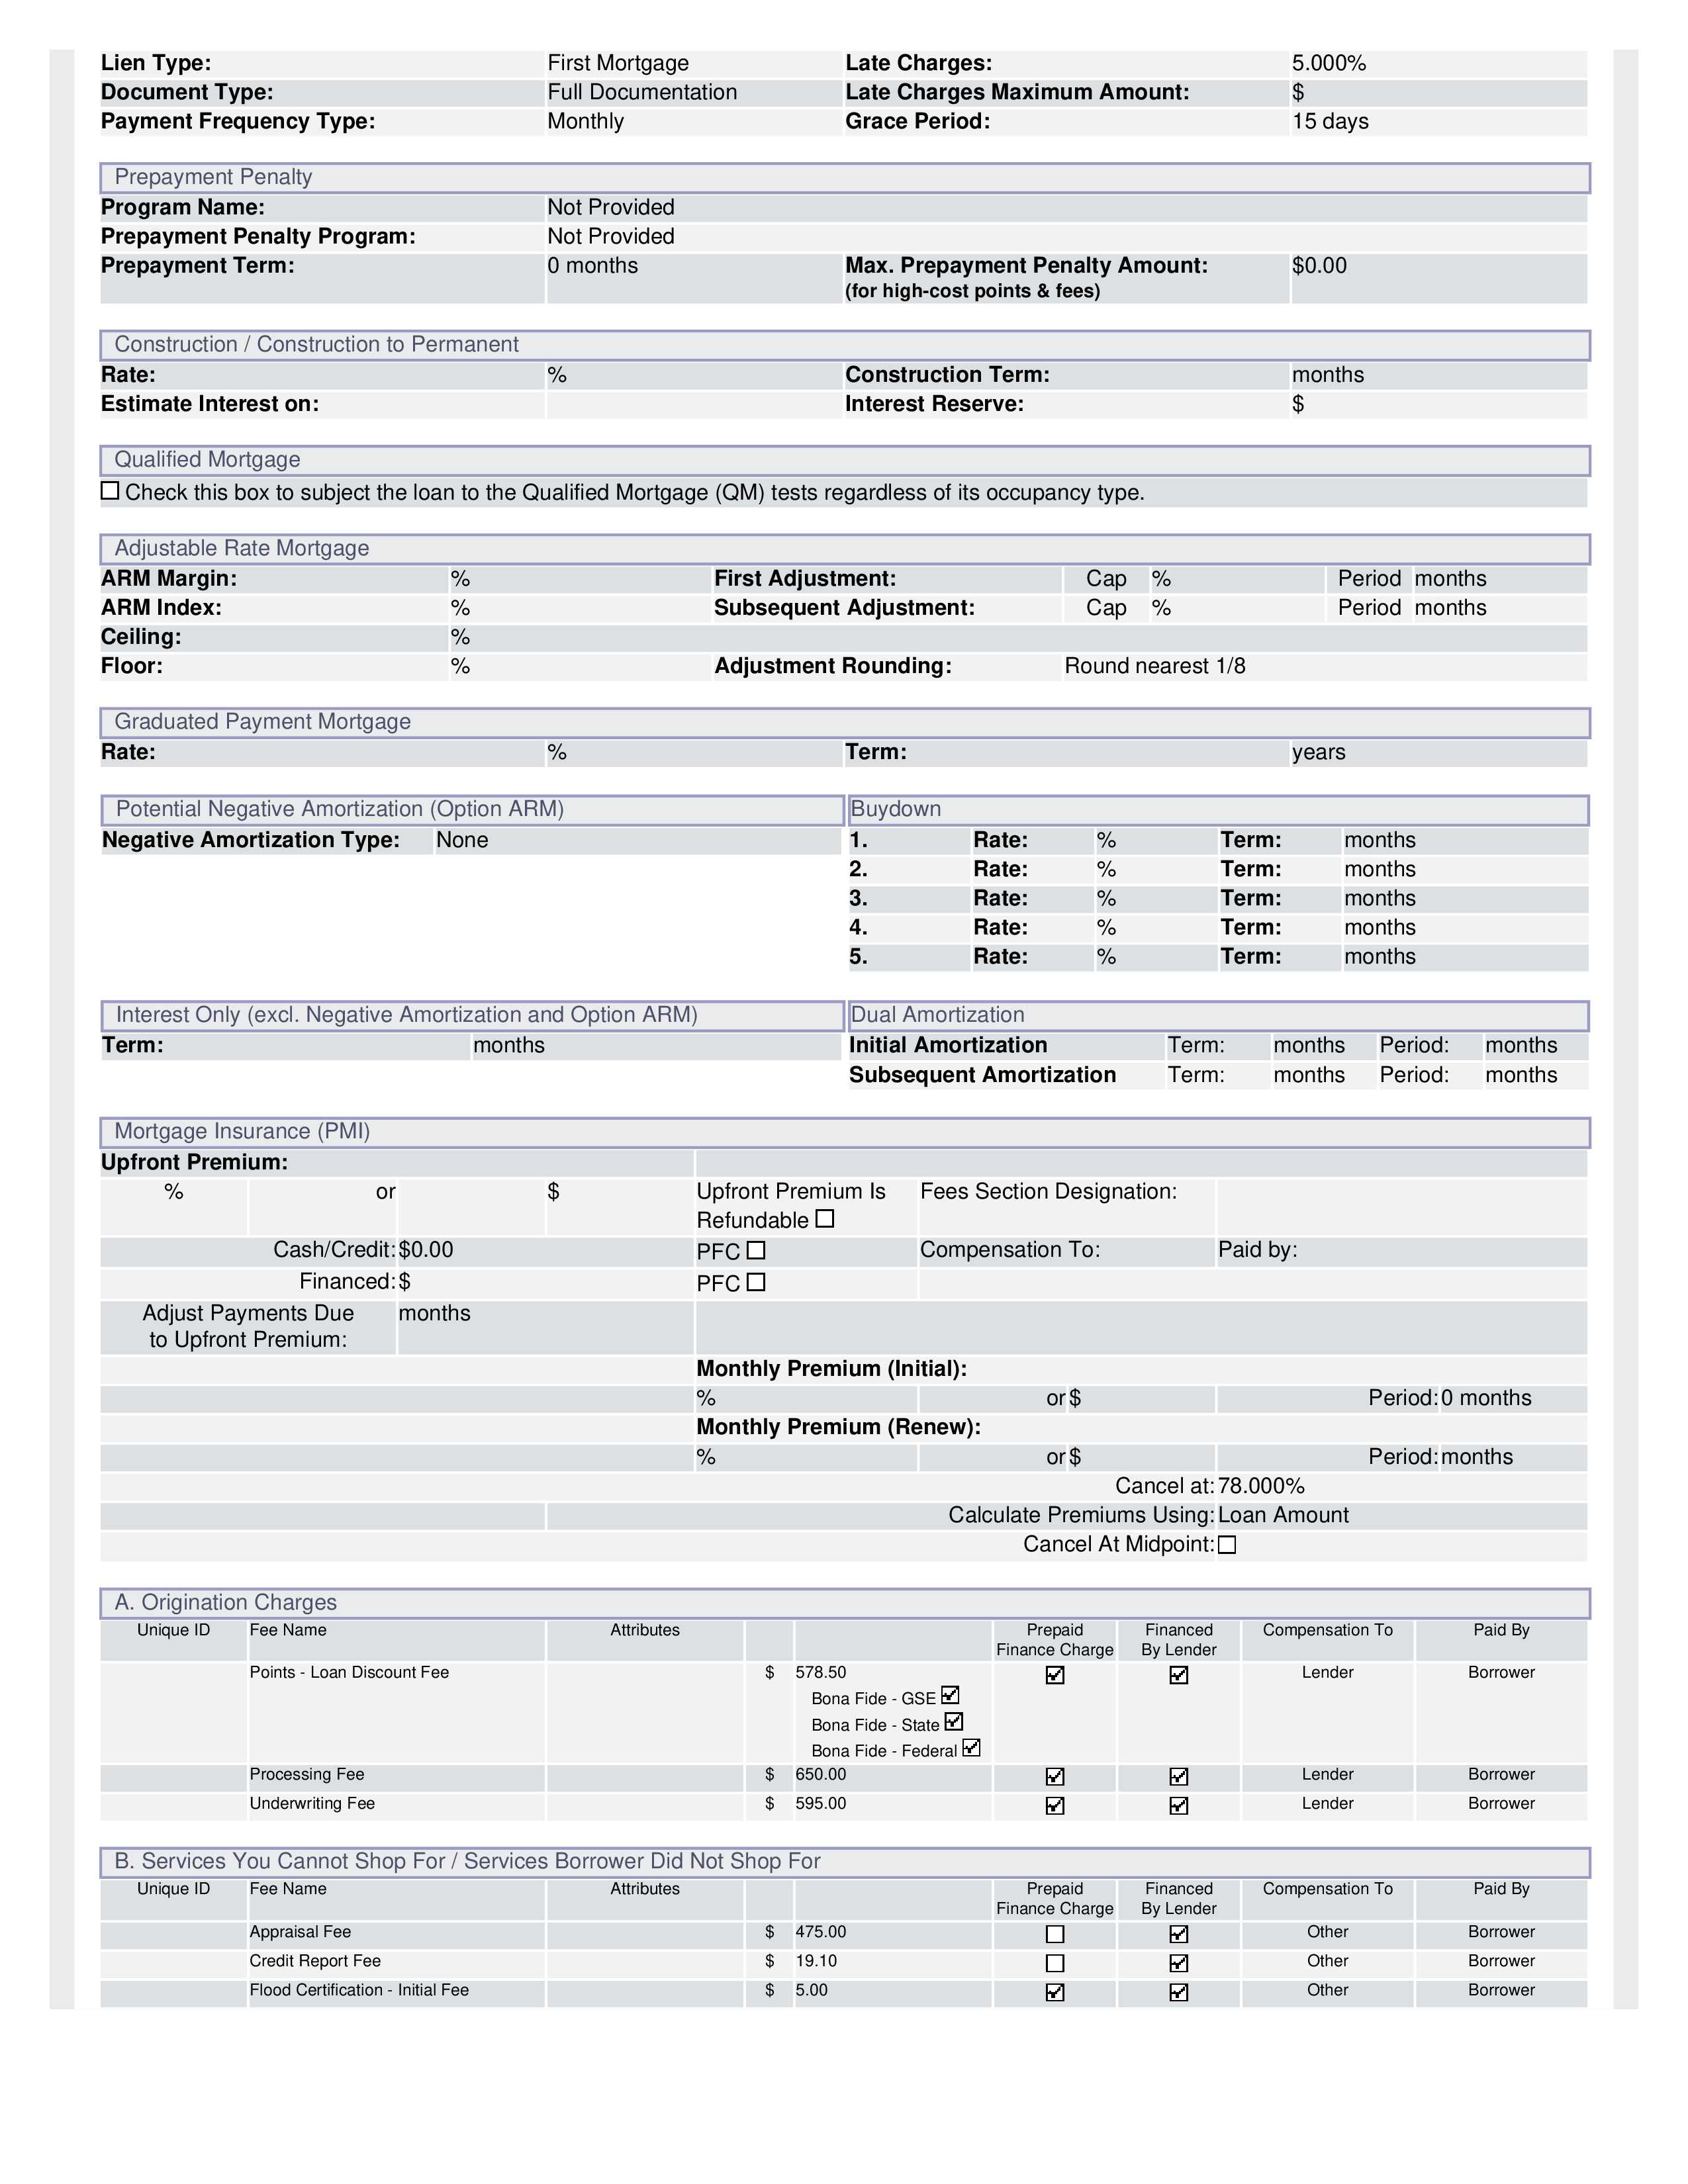 Lien Type: First Mortgage Late Charges: 5.000%
Document Type: Full Documentation Late Charges Maximum Amount: $
Payment Frequency Type: Monthly Grace Period: 15 days
Prepayment Penalty
Program Name: Not Provided
Prepayment Penalty Program: Not Provided
Prepayment Term: 0 months Max. Prepayment Penalty Amount: $0.00
(for high-cost points & fees)
Construction / Construction to Permanent
Rate: % Construction Term: months
Estimate Interest on: Interest Reserve: $
Qualified Mortgage
Check this box to subject the loan to the Qualified Mortgage (QM) tests regardless of its occupancy type.
Adjustable Rate Mortgage
ARM Margin: % First Adjustment: Cap % Period months
ARM Index: % Subsequent Adjustment: Cap % Period months
Ceiling: %
Floor: % Adjustment Rounding: Round nearest 1/8
Graduated Payment Mortgage
Rate: % Term: years
Potential Negative Amortization (Option ARM) Buydown
Negative Amortization Type: None 1. Rate: % Term: months
2. Rate: % Term: months
3. Rate: % Term: months
4. Rate: % Term: months
5. Rate: % Term: months
Interest Only (excl. Negative Amortization and Option ARM) Dual Amortization
Term: months Initial Amortization Term: months Period: months
Subsequent Amortization Term: months Period: months
Mortgage Insurance (PMI)
Upfront Premium:
% or $ Upfront Premium Is Fees Section Designation:
Refundable
Cash/Credit: $0.00 PFC Compensation To: Paid by:
Financed: $ PFC
Adjust Payments Due months
to Upfront Premium:
Monthly Premium (Initial):
% or $ Period: 0 months
Monthly Premium (Renew):
% or $ Period: months
Cancel at: 78.000%
Calculate Premiums Using: Loan Amount
Cancel At Midpoint:
A. Origination Charges
Unique ID Fee Name Attributes Prepaid Financed Compensation To Paid By
Finance Charge By Lender
Points - Loan Discount Fee $ 578.50 Lender Borrower
Bona Fide - GSE
Bona Fide - State
Bona Fide - Federal
Processing Fee $ 650.00 Lender Borrower
Underwriting Fee $ 595.00 Lender Borrower
B. Services You Cannot Shop For / Services Borrower Did Not Shop For
Unique ID Fee Name Attributes Prepaid Financed Compensation To Paid By
Finance Charge By Lender
Appraisal Fee $ 475.00 Other Borrower
Credit Report Fee $ 19.10 Other Borrower
Flood Certification - Initial Fee $ 5.00 Other Borrower